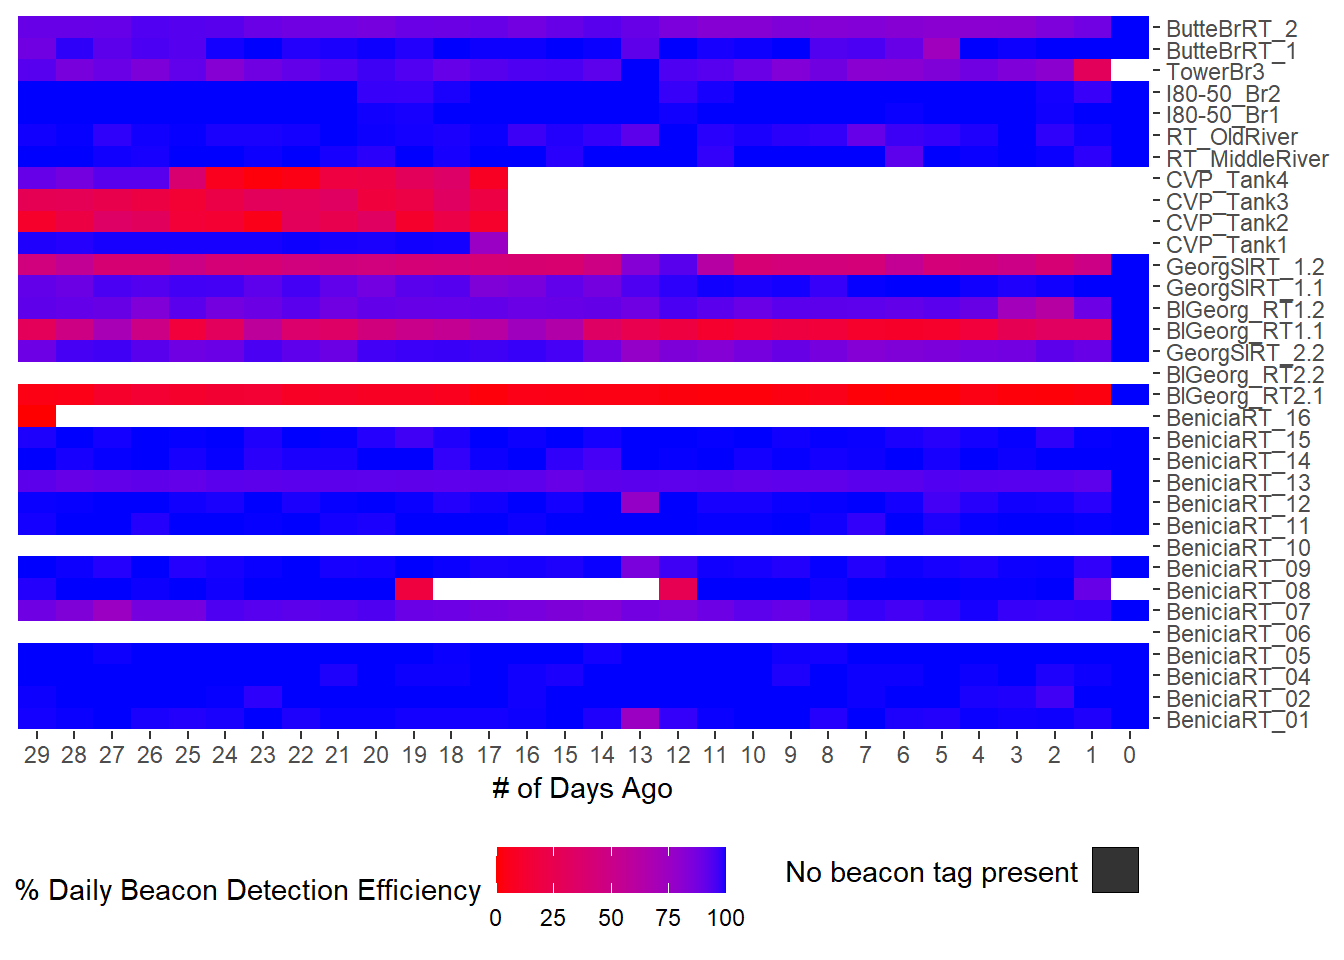 ButteBrRT_2
ButteBrRT_1
TowerBr3
I80-50_Br2
I80-50_Br1
RT_OldRiver
RT_MiddleRiver
CVP_Tank4
CVP_Tank3
CVP_Tank2
CVP_Tank1
GeorgSlRT_1.2
GeorgSlRT_1.1
BlGeorg_RT1.2
BlGeorg_RT1.1
GeorgSlRT_2.2
BlGeorg_RT2.2
BlGeorg_RT2.1
BeniciaRT_16
BeniciaRT_15
BeniciaRT_14
BeniciaRT_13
BeniciaRT_12
BeniciaRT_11
BeniciaRT_10
BeniciaRT_09
BeniciaRT_08
BeniciaRT_07
BeniciaRT_06
BeniciaRT_05
BeniciaRT_04
BeniciaRT_02
BeniciaRT_01
29 28 27 26 25 24 23 22 21 20 19 18 17 16 15 14 13 12 11 10 9 8 7 6 5 4 3 2 1 0
# of Days Ago
% Daily Beacon Detection Efficiency
0 25 50 75 100
No beacon tag present